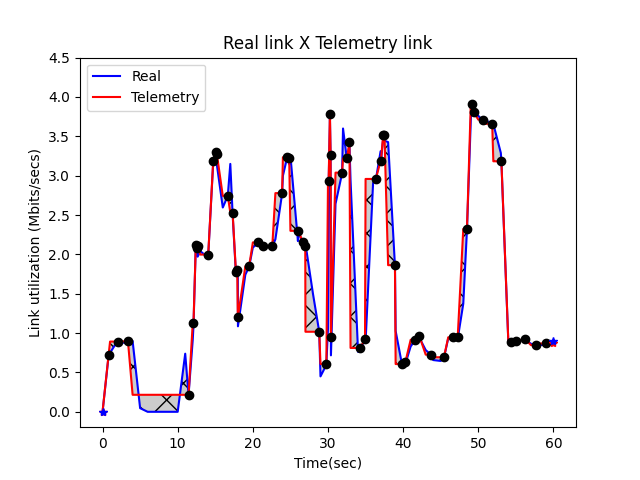 Real link X Telemetry link
Real
Telemetry
Link utilization (Mbits/secs)
4.5
4.0
3.5
3.0
2.5
2.0
1.5
1.0
0.5
0.0
0 10 20 30 40 50 60
Time(sec)